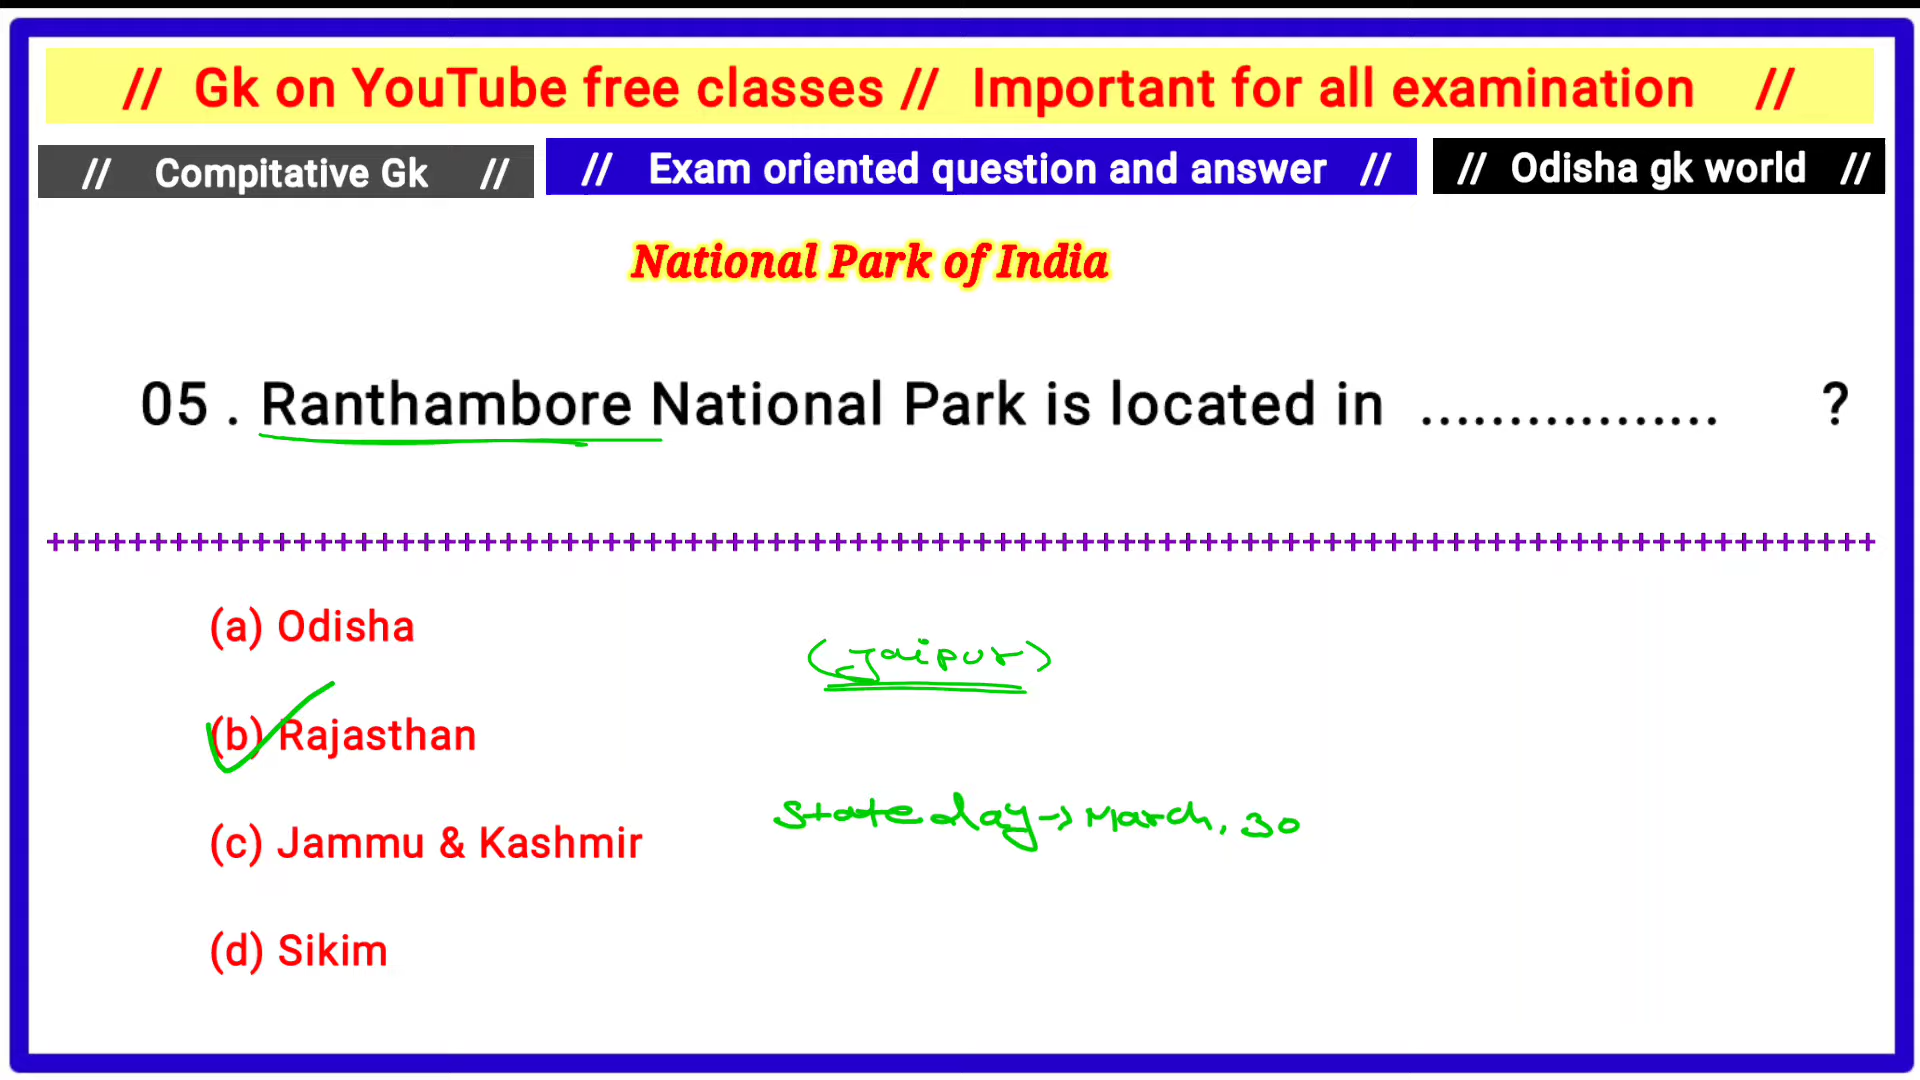 // Gk on YouTube free classes // Important for all examination //
// Compitative Gk // // Exam oriented question and answer // // Odisha gk world //
National Park of India
05 . Ranthambore National Park is located in ................. ?
+++++++++++++++++++++++++++++++++++++++++++++++++++++++++++++++++++++++++++++++++++++++++
(a) Odisha
(Jaipur)
(b) Rajasthan
State day → March, 30
(c) Jammu & Kashmir
(d) Sikim